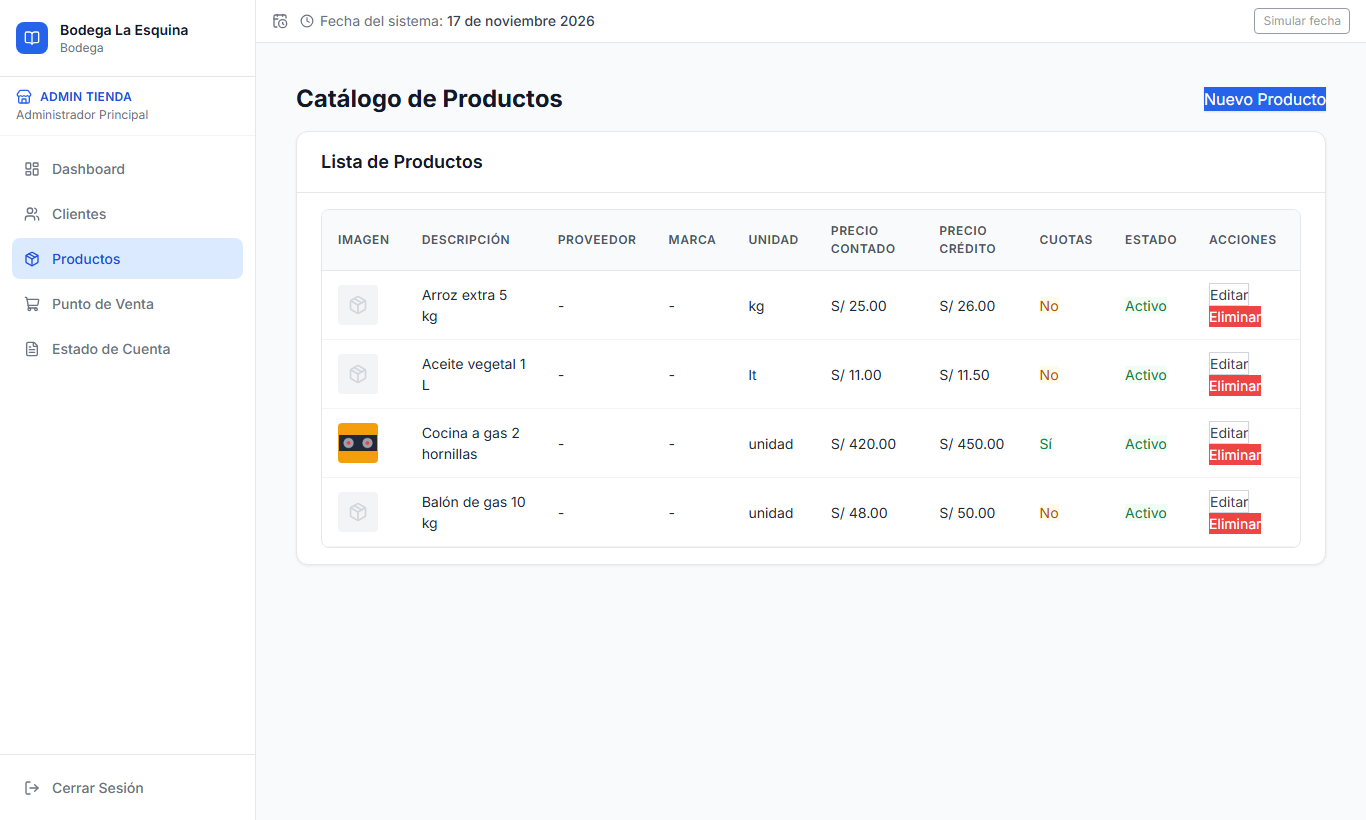 Bodega La Esquina
Bodega
ADMIN TIENDA
Administrador Principal
Dashboard
Clientes
Productos
Punto de Venta
Estado de Cuenta
Cerrar Sesión
Fecha del sistema: 17 de noviembre 2026
Simular fecha
Catálogo de Productos
Nuevo Producto
Lista de Productos
IMAGEN DESCRIPCIÓN PROVEEDOR MARCA UNIDAD PRECIO CONTADO PRECIO CRÉDITO CUOTAS ESTADO ACCIONES
Arroz extra 5 kg - - kg S/ 25.00 S/ 26.00 No Activo Editar Eliminar
Aceite vegetal 1 L - - lt S/ 11.00 S/ 11.50 No Activo Editar Eliminar
Cocina a gas 2 hornillas - - unidad S/ 420.00 S/ 450.00 Sí Activo Editar Eliminar
Balón de gas 10 kg - - unidad S/ 48.00 S/ 50.00 No Activo Editar Eliminar